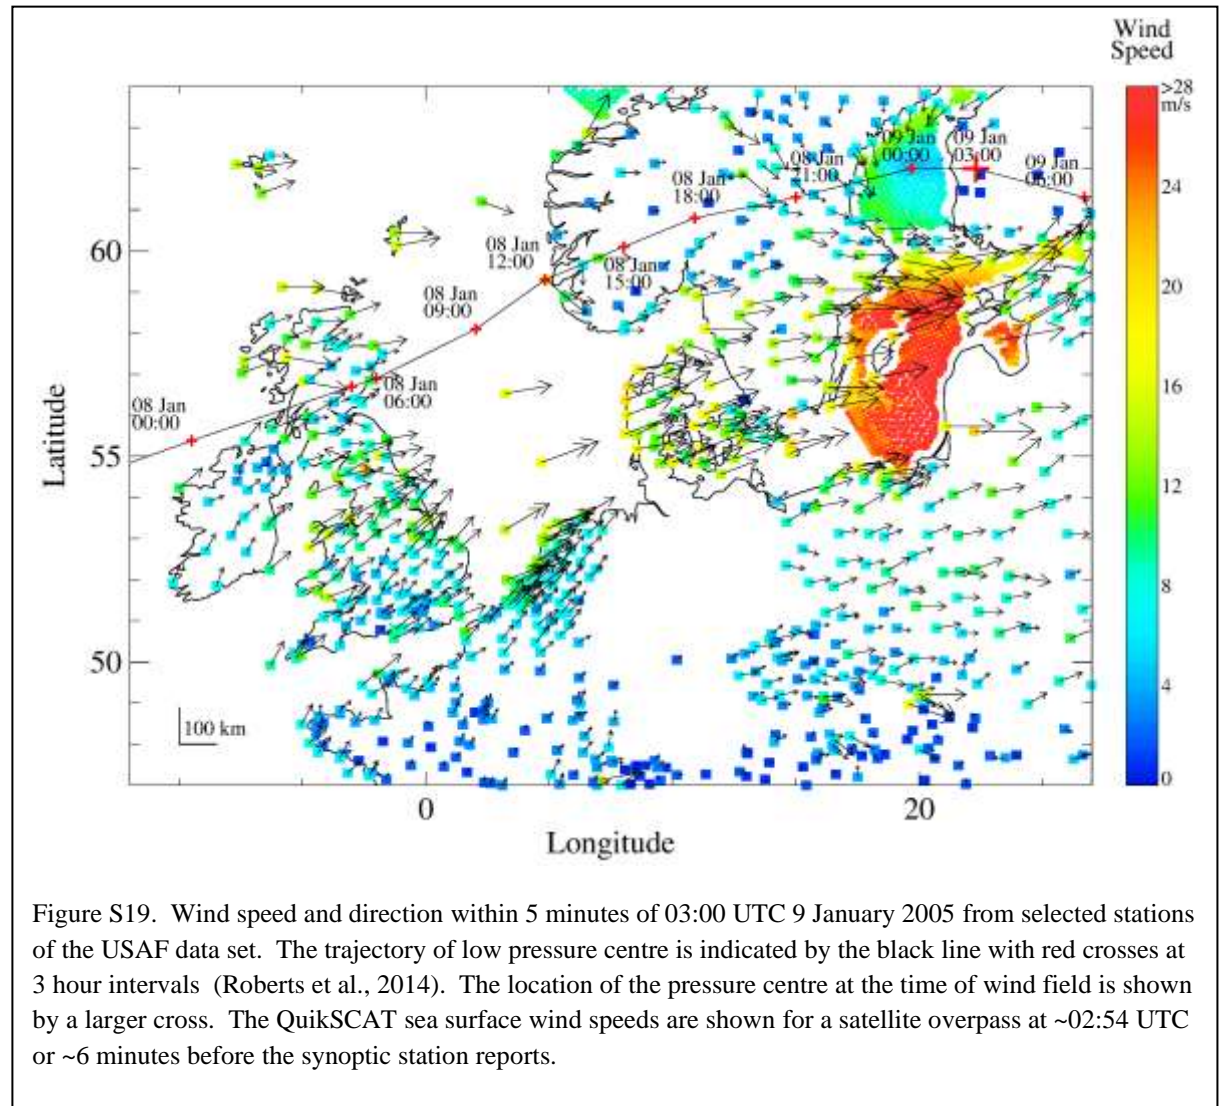 Wind
Speed
>28
m/s
24
20
16
12
8
4
0
60
55
50
Latitude
08 Jan
00:00
08 Jan
06:00
08 Jan
09:00
08 Jan
12:00
08 Jan
15:00
08 Jan
18:00
08 Jan
21:00
09 Jan
00:00
09 Jan
03:00
09 Jan
06:00
100 km
0
20
Longitude
Figure S19. Wind speed and direction within 5 minutes of 03:00 UTC 9 January 2005 from selected stations
of the USAF data set. The trajectory of low pressure centre is indicated by the black line with red crosses at
3 hour intervals (Roberts et al., 2014). The location of the pressure centre at the time of wind field is shown
by a larger cross. The QuikSCAT sea surface wind speeds are shown for a satellite overpass at ~02:54 UTC
or ~6 minutes before the synoptic station reports.